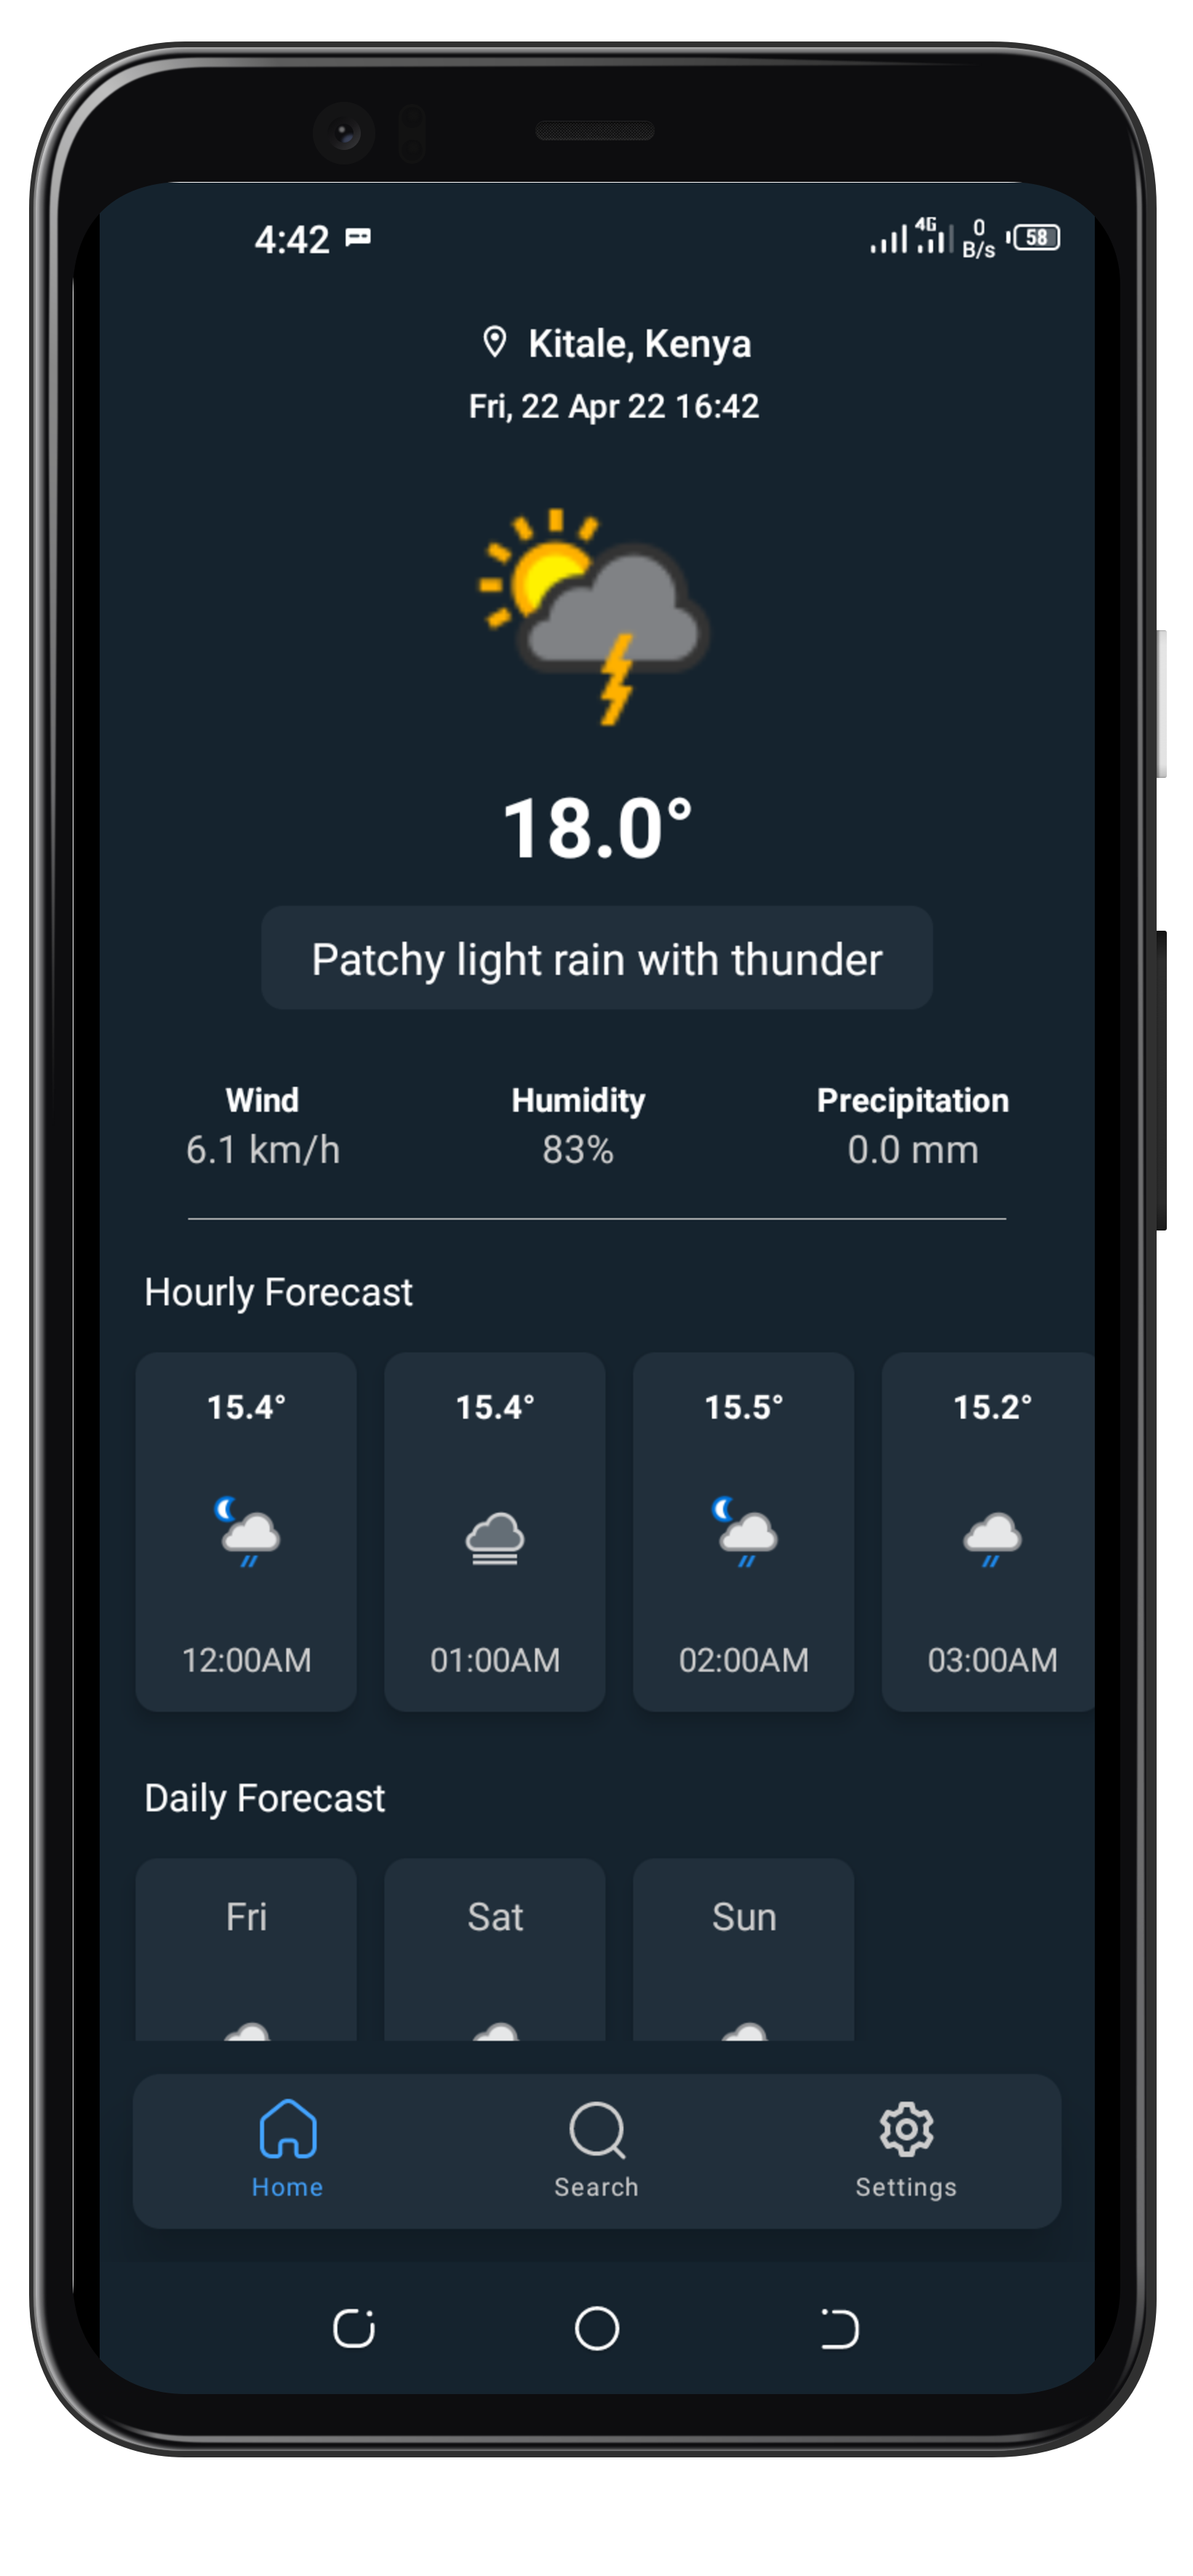 4:42 4G 0 B/s 58
Kitale, Kenya
Fri, 22 Apr 22 16:42
18.0°
Patchy light rain with thunder
Wind Humidity Precipitation
6.1 km/h 83% 0.0 mm
Hourly Forecast
15.4° 15.4° 15.5° 15.2°
12:00AM 01:00AM 02:00AM 03:00AM
Daily Forecast
Fri Sat Sun
Home Search Settings